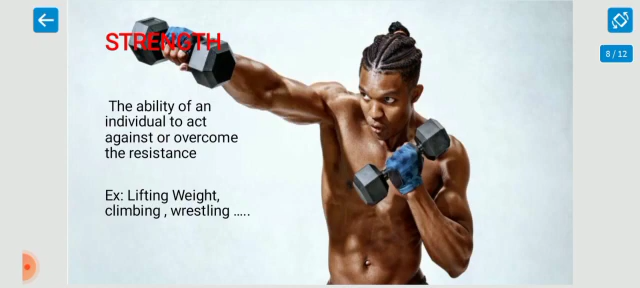 STRENGTH
8 / 12
The ability of an
individual to act
against or overcome
the resistance
Ex: Lifting Weight,
climbing , wrestling .....